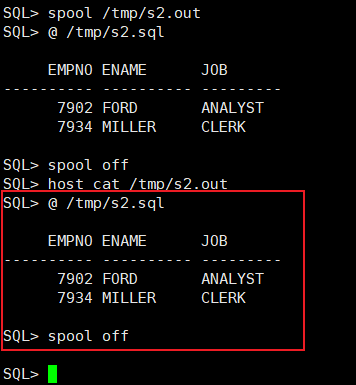 SQL> spool /tmp/s2.out
SQL> @ /tmp/s2.sql
EMPNO ENAME JOB
---------- ---------- ---------
7902 FORD ANALYST
7934 MILLER CLERK
SQL> spool off
SQL> host cat /tmp/s2.out
SQL> @ /tmp/s2.sql
EMPNO ENAME JOB
---------- ---------- ---------
7902 FORD ANALYST
7934 MILLER CLERK
SQL> spool off
SQL>